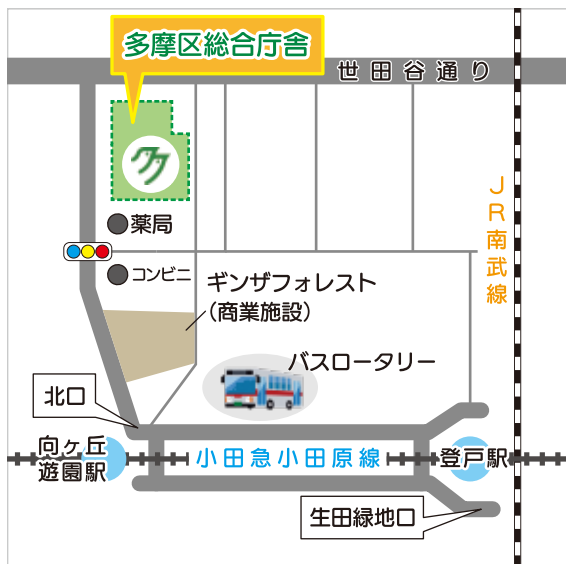 多摩区総合庁舎
世田谷通り
JR南武線
薬局
コンビニ
ギンザフォレスト
（商業施設）
バスロータリー
北口
向ヶ丘
遊園駅
小田急小田原線
登戸駅
生田緑地口